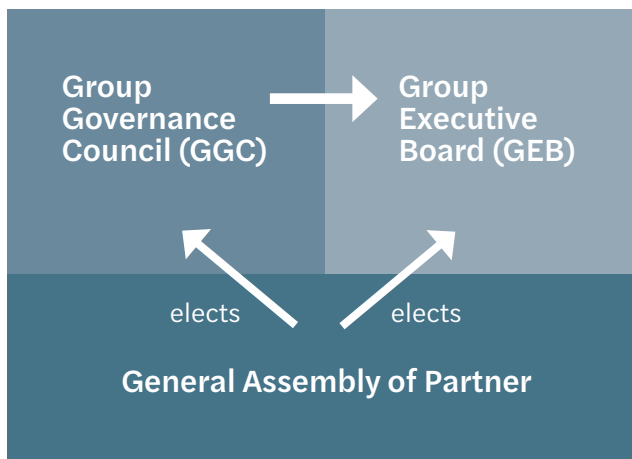 Group
Governance
Council (GGC)
Group
Executive
Board (GEB)
elects
elects
General Assembly of Partner